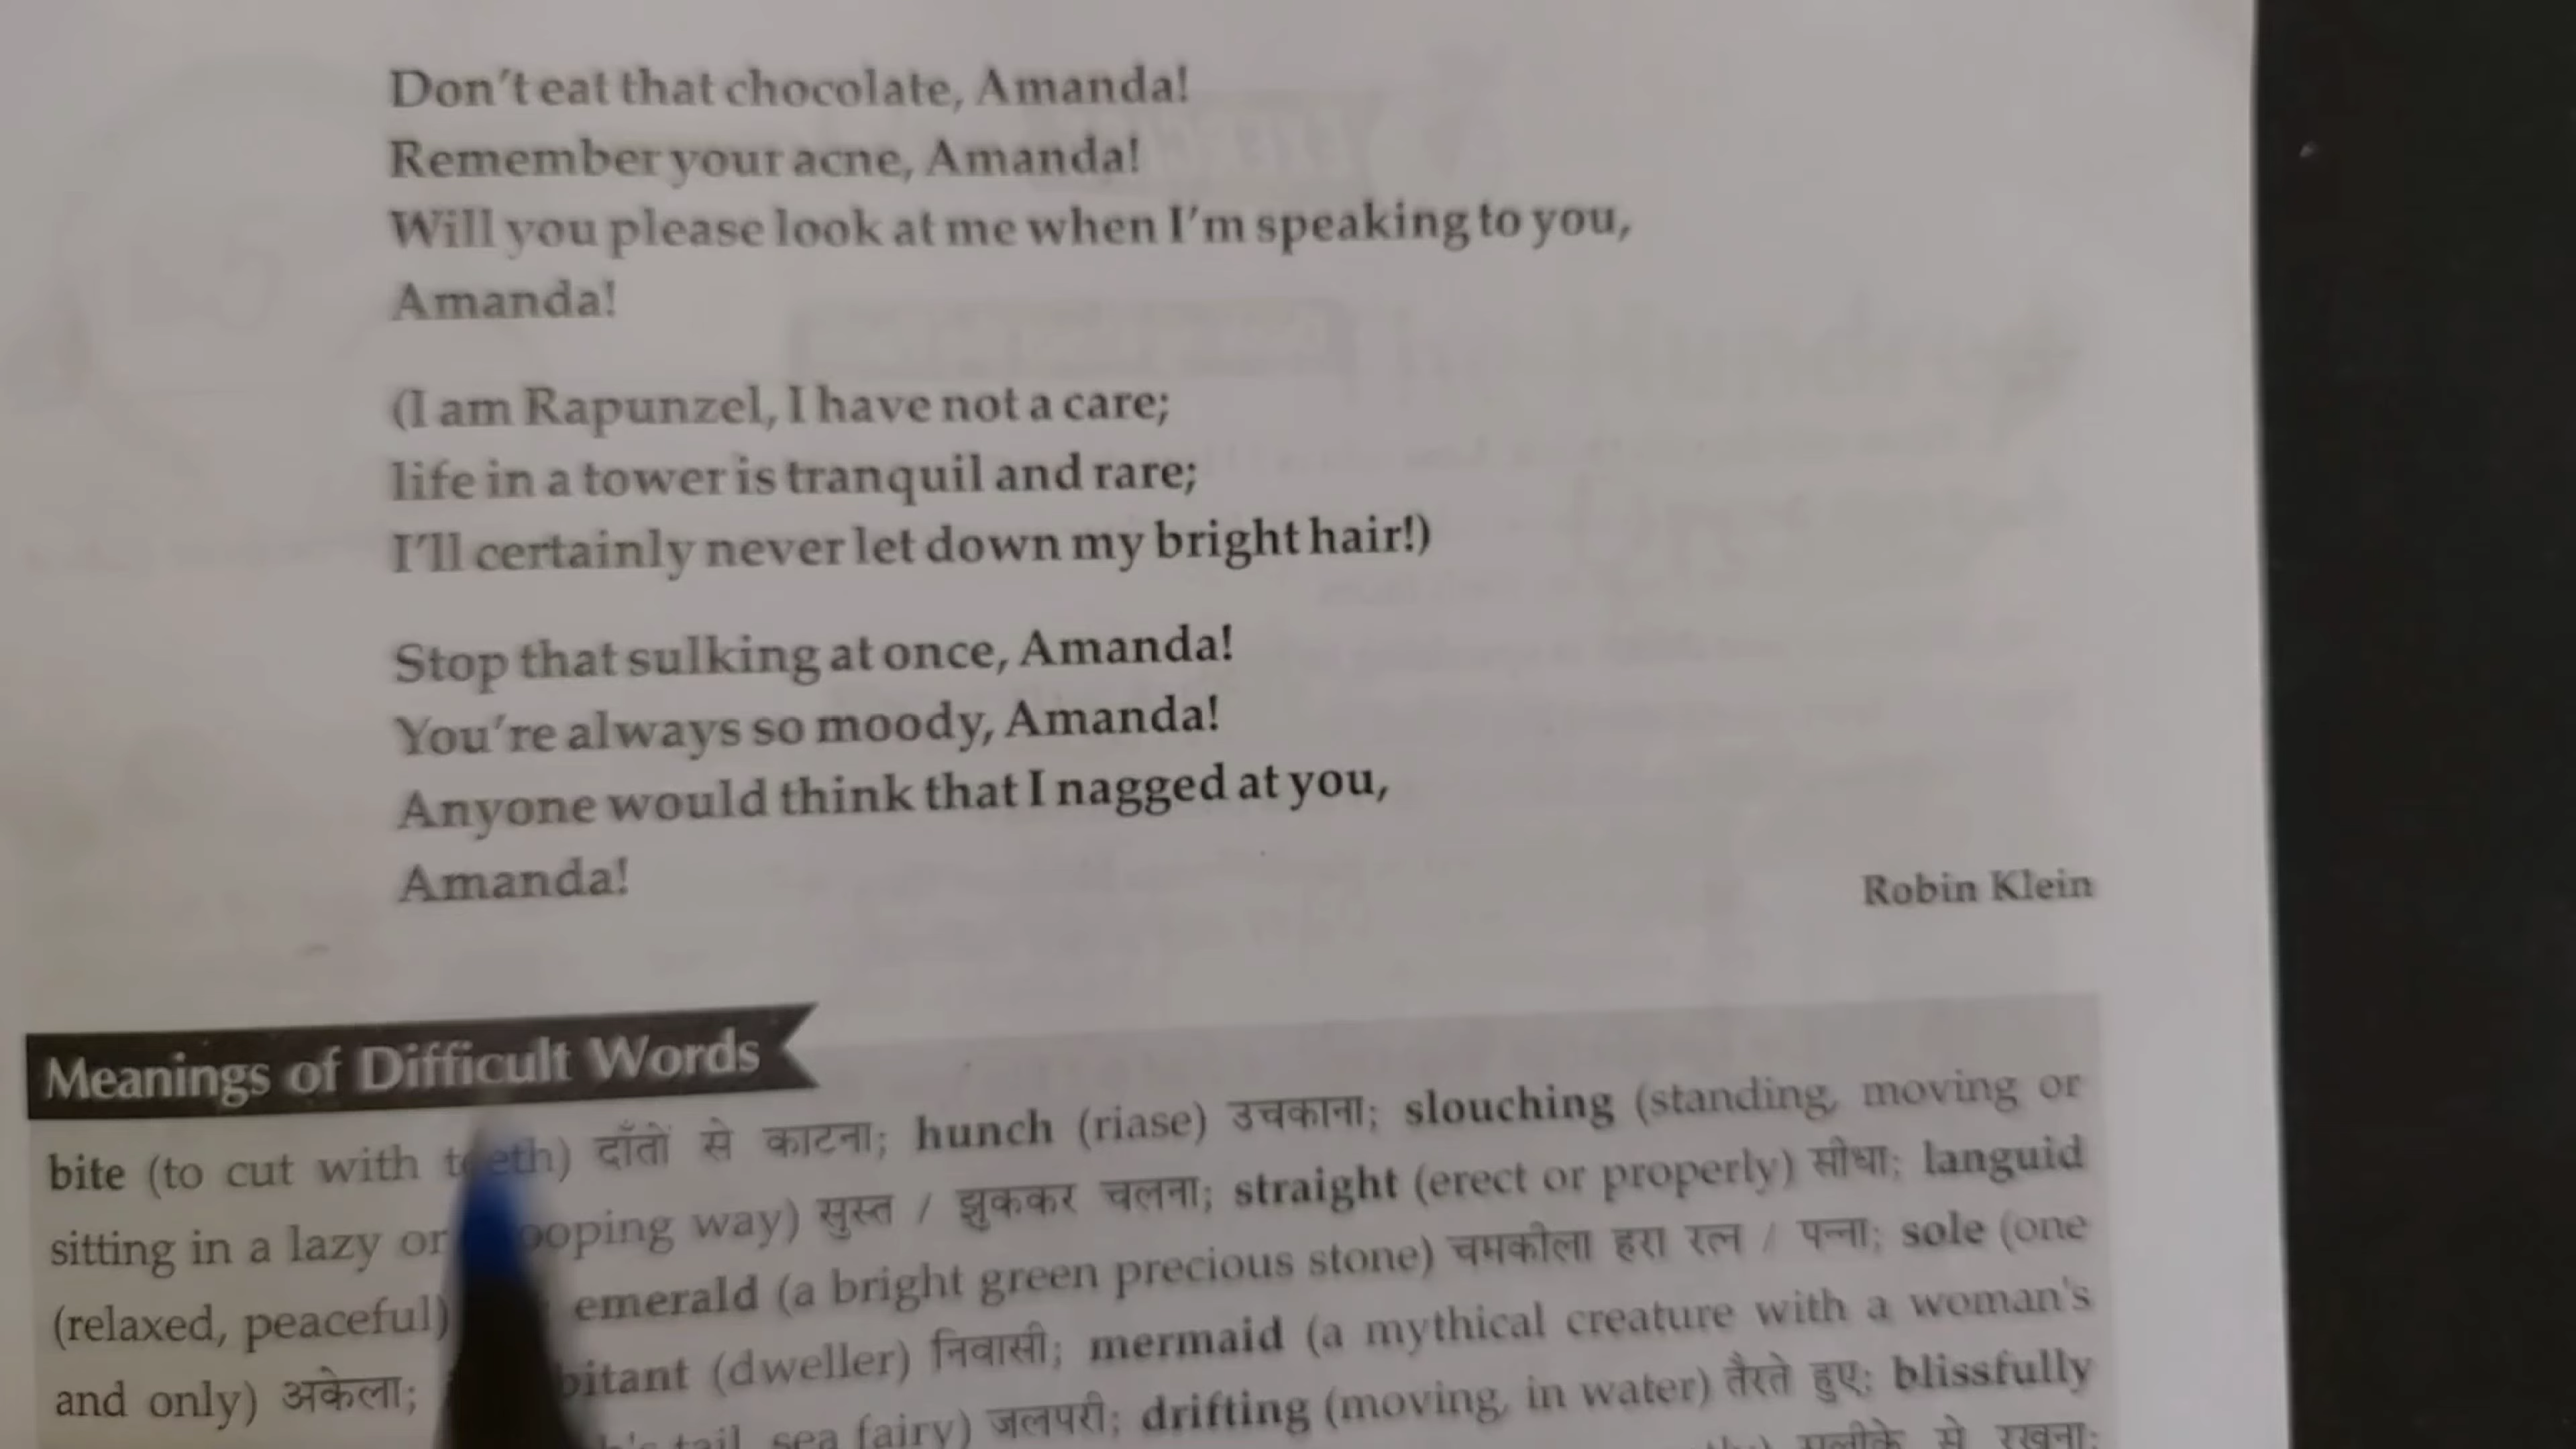 Don't eat that chocolate, Amanda!
Remember your acne, Amanda!
Will you please look at me when I'm speaking to you,
Amanda!
(I am Rapunzel, I have not a care;
life in a tower is tranquil and rare;
I'll certainly never let down my bright hair!)
Stop that sulking at once, Amanda!
You're always so moody, Amanda!
Anyone would think that I nagged at you,
Amanda!
Robin Klein
Meanings of Difficult Words
bite (to cut with teeth) दाँतों से काटना; hunch (riase) उचकाना; slouching (standing, moving or
sitting in a lazy or way) सुस्त / झुककर चलना; straight (erect or properly) सीधा; languid
(relaxed, peaceful) emerald (a bright green precious stone) चमकीला हरा रत्न / पन्ना; sole (one
and only) अकेला; (dweller) निवासी; mermaid (a mythical creature with a woman's
tail, sea fairy) जलपरी; drifting (moving, in water) तैरते हुए; blissfully
सलीके से रखना;